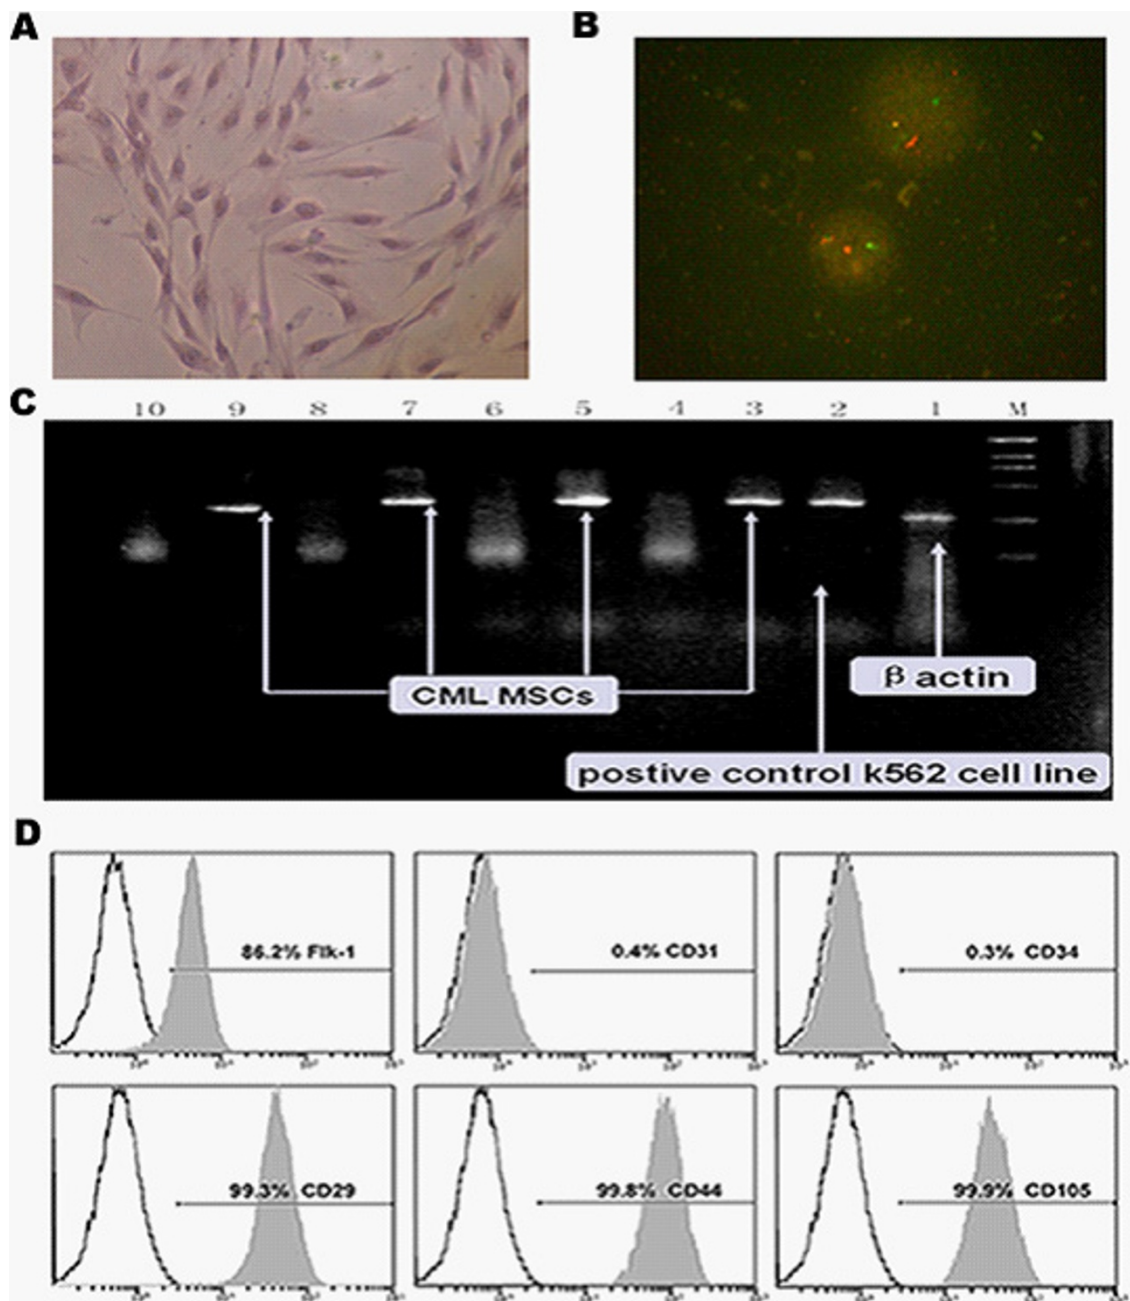 A
B
C
10 9 8 7 6 5 4 3 2 1 M
CML MSCs
β actin
postive control k562 cell line
D
86.2% Flk-1
0.4% CD31
0.3% CD34
99.3% CD29
99.8% CD44
99.9% CD105